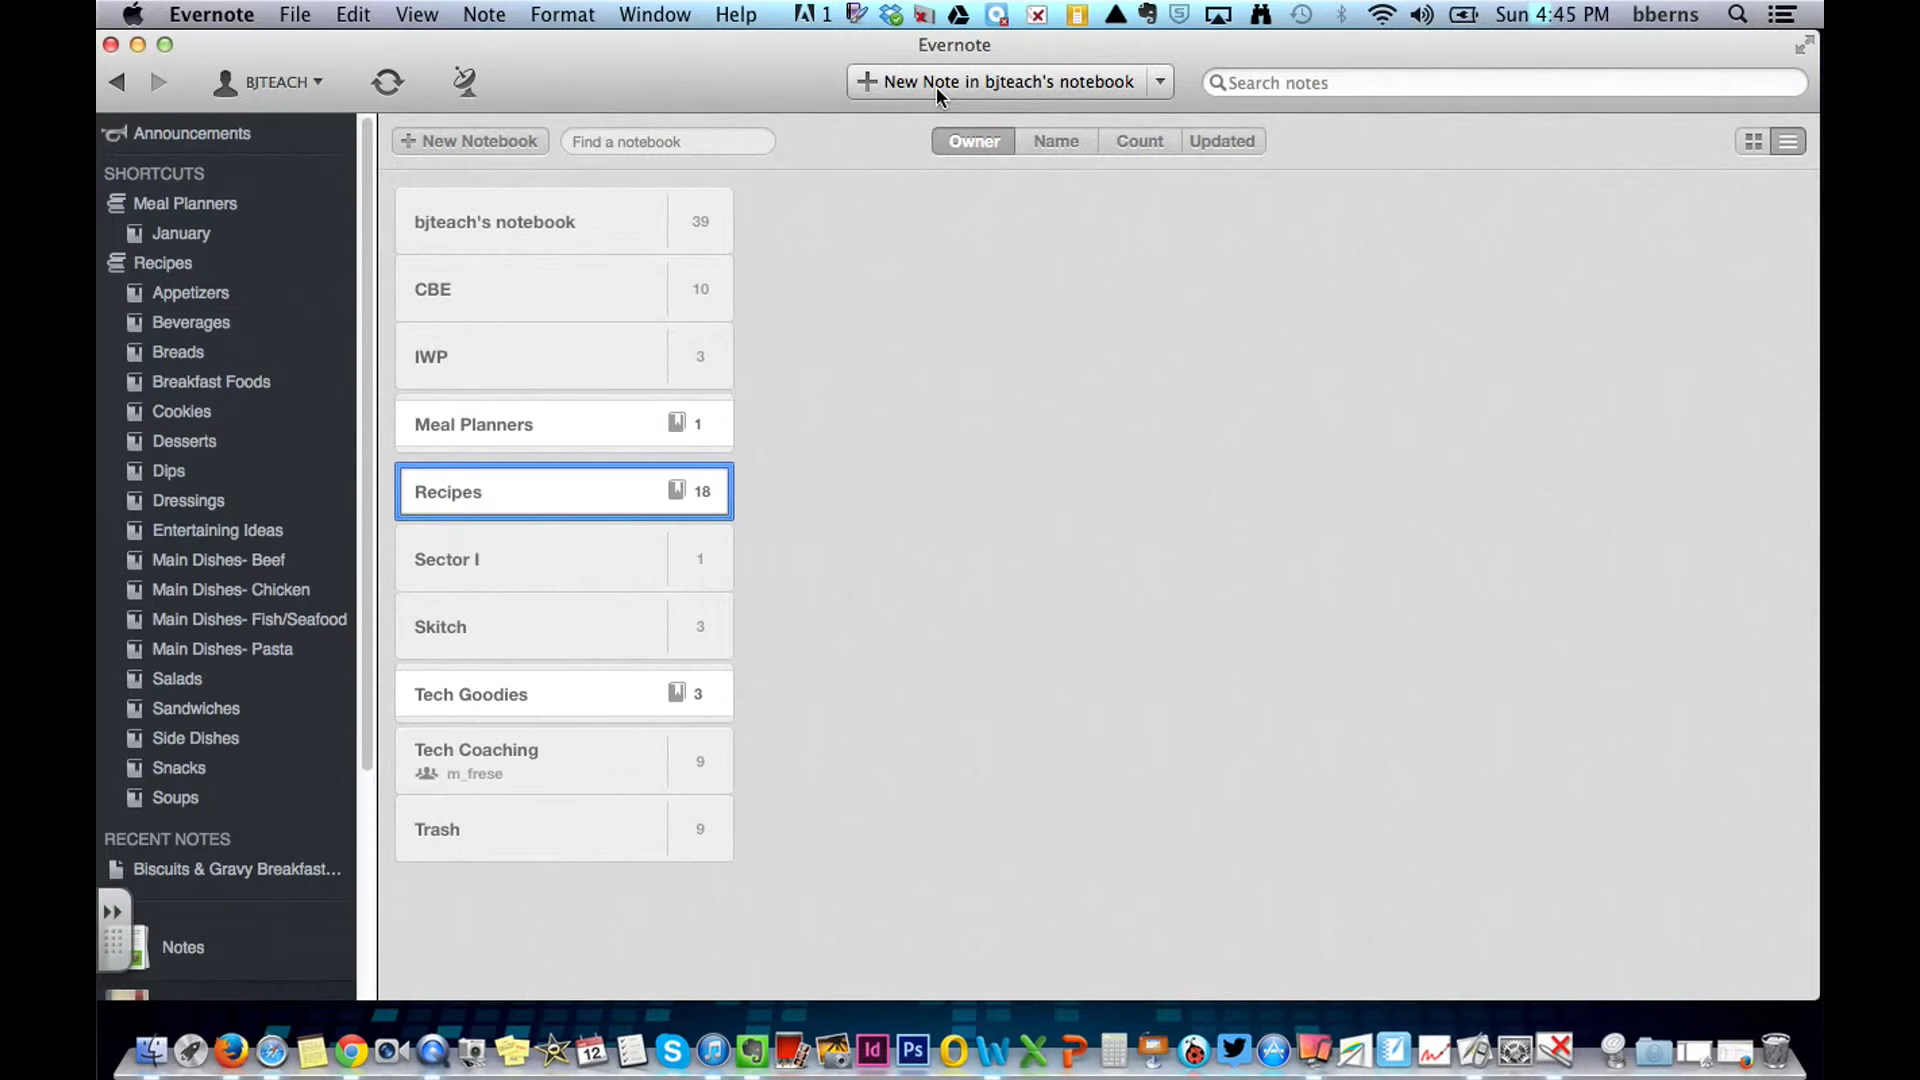 Evernote File Edit View Note Format Window Help 1 Sun 4:45 PM bberns
Evernote
BJTEACH New Note in bjteach's notebook Search notes
Announcements
SHORTCUTS
Meal Planners
January
Recipes
Appetizers
Beverages
Breads
Breakfast Foods
Cookies
Desserts
Dips
Dressings
Entertaining Ideas
Main Dishes- Beef
Main Dishes- Chicken
Main Dishes- Fish/Seafood
Main Dishes- Pasta
Salads
Sandwiches
Side Dishes
Snacks
Soups
RECENT NOTES
Biscuits & Gravy Breakfast...
Notes
New Notebook Find a notebook Owner Name Count Updated
bjteach's notebook 39
CBE 10
IWP 3
Meal Planners 1
Recipes 18
Sector I 1
Skitch 3
Tech Goodies 3
Tech Coaching 9
m_frese
Trash 9
12 Id Ps